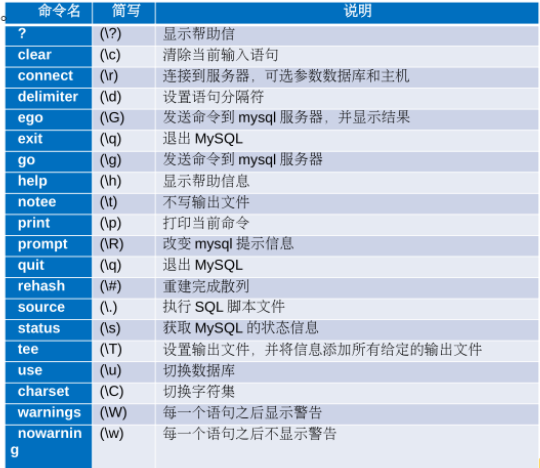 命令名 简写 说明
? (\?) 显示帮助信
clear (\c) 清除当前输入语句
connect (\r) 连接到服务器，可选参数数据库和主机
delimiter (\d) 设置语句分隔符
ego (\G) 发送命令到 mysql 服务器，并显示结果
exit (\q) 退出 MySQL
go (\g) 发送命令到 mysql 服务器
help (\h) 显示帮助信息
notee (\t) 不写输出文件
print (\p) 打印当前命令
prompt (\R) 改变 mysql 提示信息
quit (\q) 退出 MySQL
rehash (\#) 重建完成散列
source (\.) 执行 SQL 脚本文件
status (\s) 获取 MySQL 的状态信息
tee (\T) 设置输出文件，并将信息添加所有给定的输出文件
use (\u) 切换数据库
charset (\C) 切换字符集
warnings (\W) 每一个语句之后显示警告
nowarnin (\w) 每一个语句之后不显示警告
g